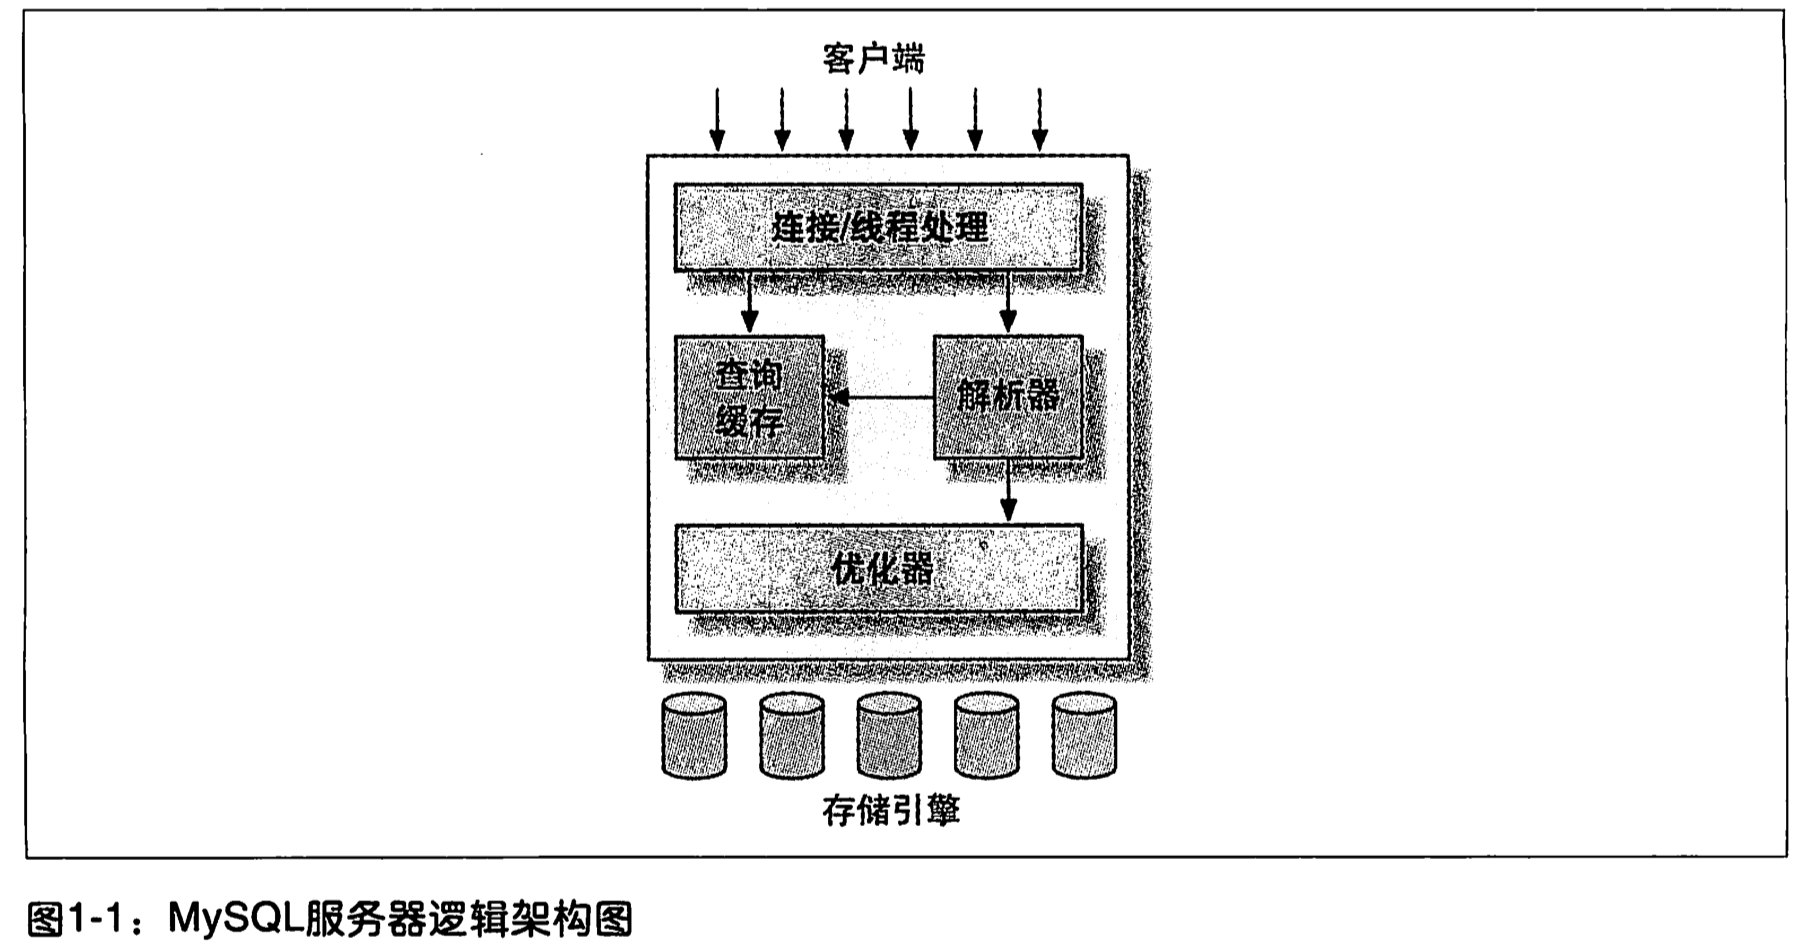 客户端
连接/线程处理
查询
缓存
解析器
优化器
存储引擎
图1-1：MySQL服务器逻辑架构图